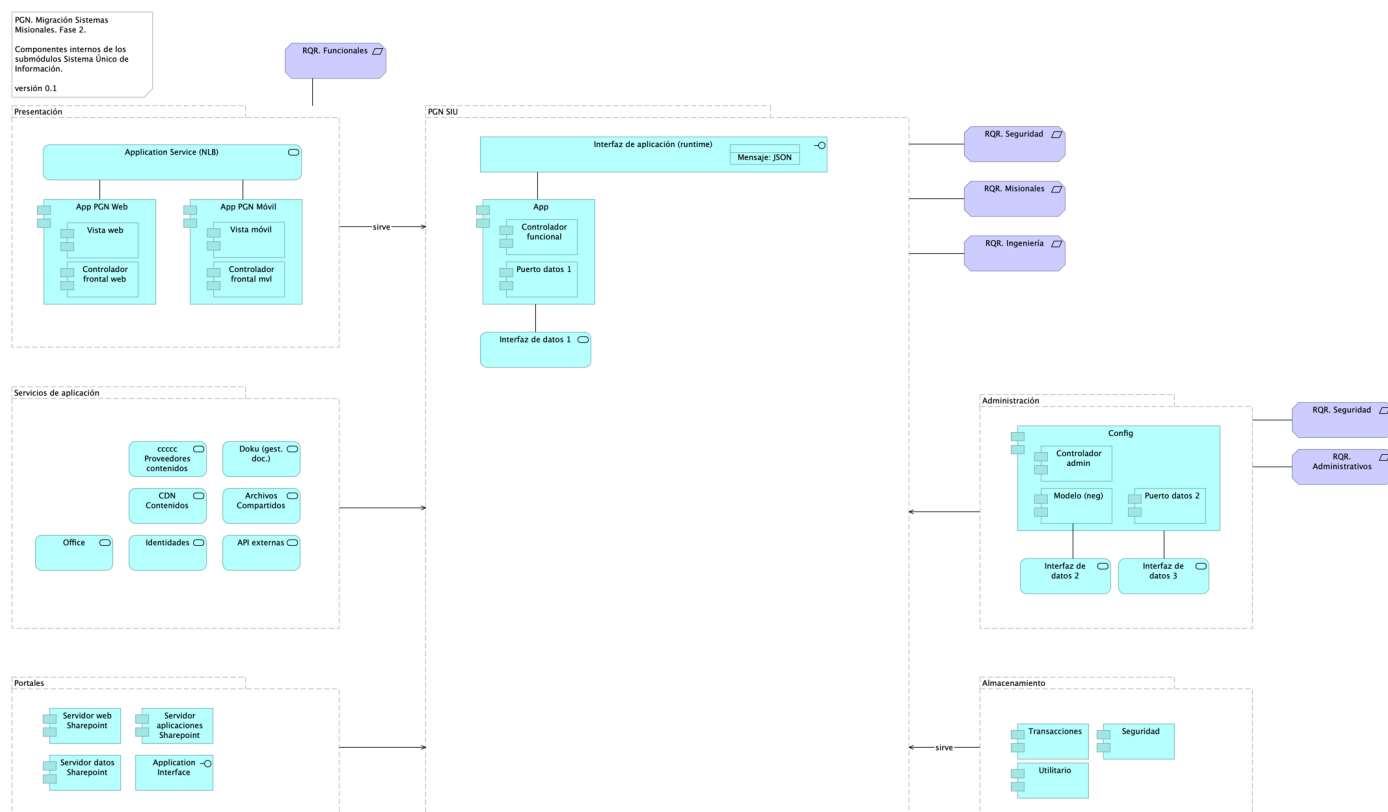 PGN. Migración Sistemas
Misionales. Fase 2.
Componentes internos de los
submódulos Sistema Único de
Información.
versión 0.1
RQR. Funcionales
Presentación
Application Service (NLB)
App PGN Web
Vista web
Controlador
frontal web
App PGN Móvil
Vista móvil
Controlador
frontal mvl
sirve
PGN SIU
Interfaz de aplicación (runtime)
Mensaje: JSON
App
Controlador
funcional
Puerto datos 1
Interfaz de datos 1
RQR. Seguridad
RQR. Misionales
RQR. Ingeniería
Servicios de aplicación
ccccc
Proveedores
contenidos
Doku (gest.
doc.)
CDN
Contenidos
Archivos
Compartidos
Office
Identidades
API externas
Administración
Config
Controlador
admin
Modelo (neg)
Puerto datos 2
Interfaz de
datos 2
Interfaz de
datos 3
RQR. Seguridad
RQR.
Administrativos
Portales
Servidor web
Sharepoint
Servidor
aplicaciones
Sharepoint
Servidor datos
Sharepoint
Application
Interface
sirve
Almacenamiento
Transacciones
Seguridad
Utilitario